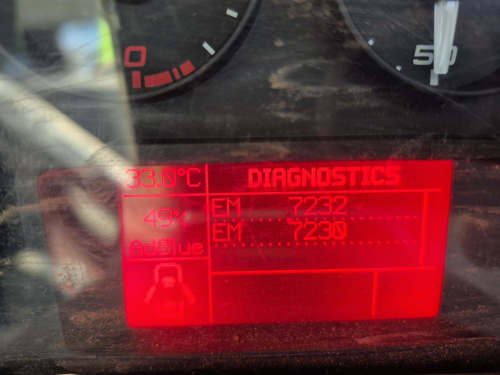 0
50
33.0°C DIAGNOSTICS
49% EM 7232
AdBlue EM 7230